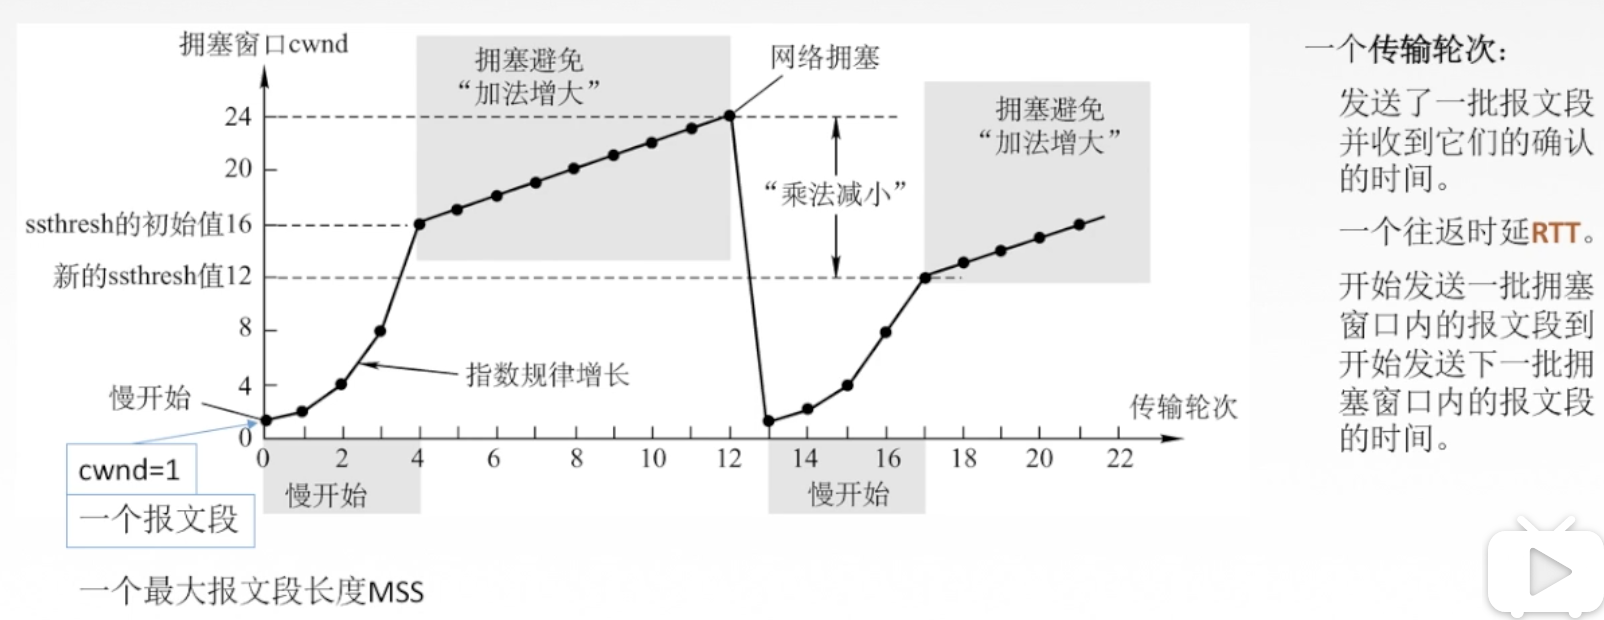 拥塞窗口cwnd
24
20
ssthresh的初始值16
新的ssthresh值12
8
4
0
慢开始
拥塞避免
“加法增大”
网络拥塞
“乘法减小”
拥塞避免
“加法增大”
指数规律增长
传输轮次
0 2 4 6 8 10 12 14 16 18 20 22
慢开始
慢开始
cwnd=1
一个报文段
一个最大报文段长度MSS
一个传输轮次:
发送了一批报文段
并收到它们的确认
的时间。
一个往返时延RTT。
开始发送一批拥塞
窗口内的报文段到
开始发送下一批拥
塞窗口内的报文段
的时间。